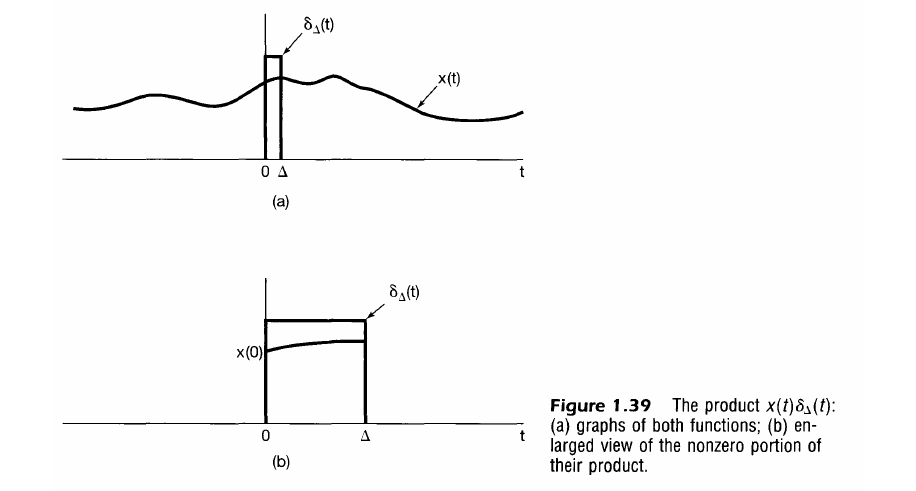 δΔ(t)
x(t)
0 Δ t
(a)
δΔ(t)
x(0)
0 Δ t
(b)
Figure 1.39 The product x(t)δΔ(t):
(a) graphs of both functions; (b) en-
larged view of the nonzero portion of
their product.